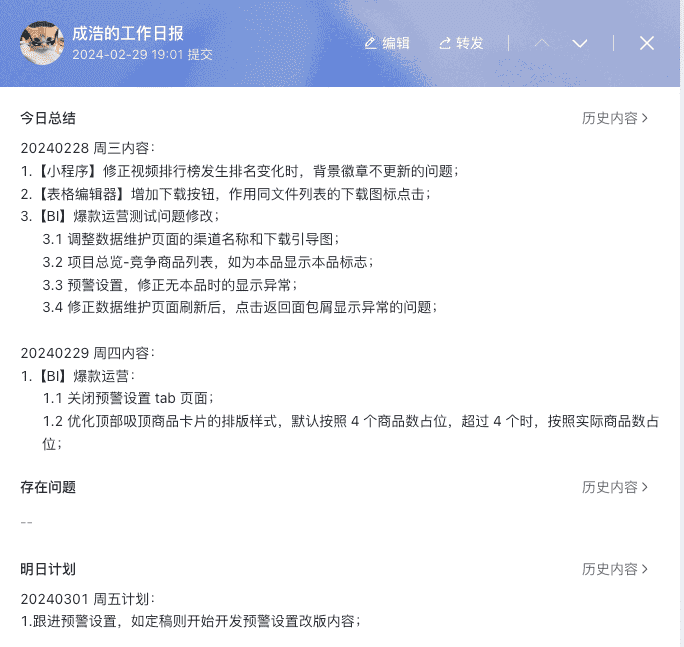 成浩的工作日报
2024-02-29 19:01 提交
编辑
转发
今日总结
历史内容
20240228 周三内容：
1.【小程序】修正视频排行榜发生排名变化时，背景徽章不更新的问题；
2.【表格编辑器】增加下载按钮，作用同文件列表的下载图标点击；
3.【BI】爆款运营测试问题修改；
3.1 调整数据维护页面的渠道名称和下载引导图；
3.2 项目总览-竞争商品列表，如为本品显示本品标志；
3.3 预警设置，修正无本品时的显示异常；
3.4 修正数据维护页面刷新后，点击返回面包屑显示异常的问题；
20240229 周四内容：
1.【BI】爆款运营：
1.1 关闭预警设置 tab 页面；
1.2 优化顶部吸顶商品卡片的排版样式，默认按照 4 个商品数占位，超过 4 个时，按照实际商品数占
位；
存在问题
历史内容
--
明日计划
历史内容
20240301 周五计划：
1.跟进预警设置，如定稿则开始开发预警设置改版内容；